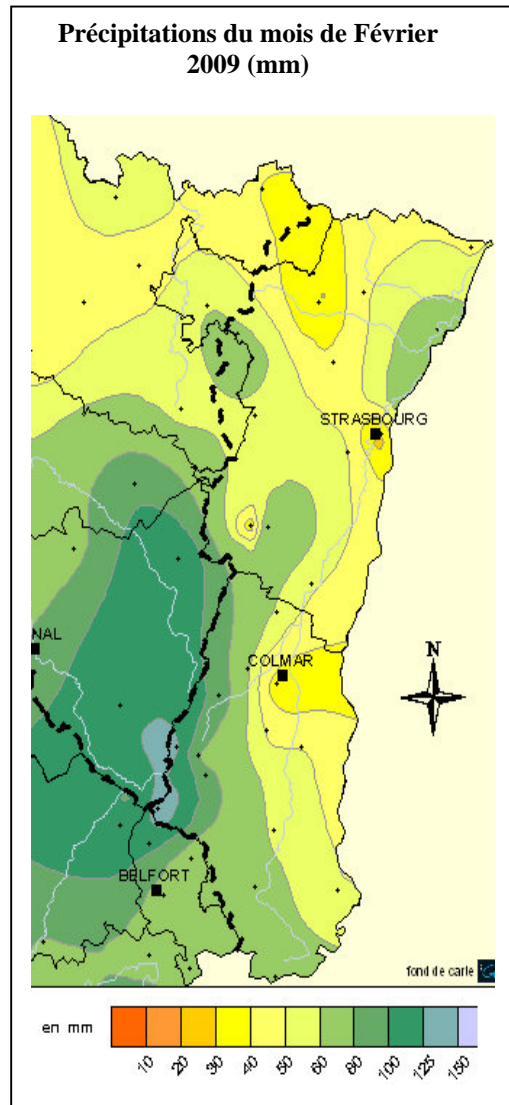 Précipitations du mois de Février
2009 (mm)
STRASBOURG
NAL
COLMAR
N
BELFORT
fond de carte
en mm
10 20 30 40 50 60 80 100 125 150